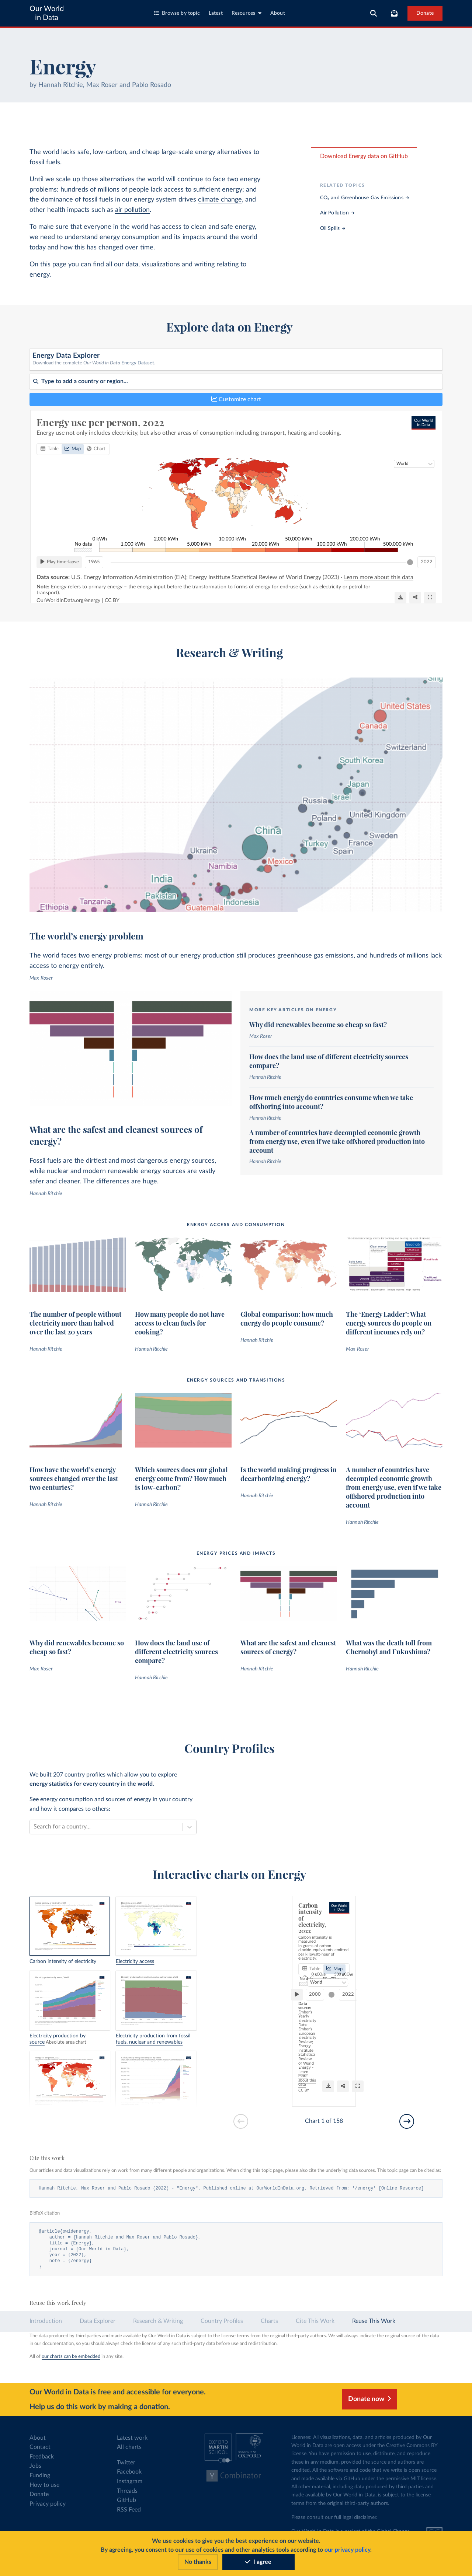 Our World
in Data
Browse by topic
Latest
Resources
About
Donate
Energy
by Hannah Ritchie, Max Roser and Pablo Rosado
The world lacks safe, low-carbon, and cheap large-scale energy alternatives to
fossil fuels.
Until we scale up those alternatives the world will continue to face two energy
problems: hundreds of millions of people lack access to sufficient energy; and
the dominance of fossil fuels in our energy system drives climate change, and
other health impacts such as air pollution.
To make sure everyone in the world has access to clean and safe energy,
we need to understand energy consumption and its impacts around the world
today and how this has changed over time.
On this page you can find all our data, visualizations and writing relating to
energy.
Download Energy data on GitHub
RELATED TOPICS
CO₂ and Greenhouse Gas Emissions →
Air Pollution →
Oil Spills →
Explore data on Energy
Energy Data Explorer
Download the complete Our World in Data Energy Dataset.
Type to add a country or region...
Customize chart
Energy use per person, 2022
Energy use not only includes electricity, but also other areas of consumption including transport, heating and cooking.
Our World
in Data
Table
Map
Chart
World
0 kWh
2,000 kWh
10,000 kWh
50,000 kWh
200,000 kWh
No data
1,000 kWh
5,000 kWh
20,000 kWh
100,000 kWh
500,000 kWh
Play time-lapse
1965
2022
Data source: U.S. Energy Information Administration (EIA); Energy Institute Statistical Review of World Energy (2023) - Learn more about this data
Note: Energy refers to primary energy - the energy input before the transformation to forms of energy for end-use (such as electricity or petrol for
transport).
OurWorldInData.org/energy | CC BY
Research & Writing
United States
Canada
Switzerland
South Korea
Japan
Russia
Poland
United Kingdom
China
Sweden
Turkey
France
Ukraine
Spain
Namibia
Mexico
India
Tanzania
Indonesia
Ethiopia
Pakistan
Guatemala
The world's energy problem
The world faces two energy problems: most of our energy production still produces greenhouse gas emissions, and hundreds of millions lack
access to energy entirely.
Max Roser
What are the safest and cleanest sources of
energy?
Fossil fuels are the dirtiest and most dangerous energy sources,
while nuclear and modern renewable energy sources are vastly
safer and cleaner. The differences are huge.
Hannah Ritchie
MORE KEY ARTICLES ON ENERGY
Why did renewables become so cheap so fast?
Max Roser
How does the land use of different electricity sources
compare?
Hannah Ritchie
How much energy do countries consume when we take
offshoring into account?
Hannah Ritchie
A number of countries have decoupled economic growth
from energy use, even if we take offshored production into
account
Hannah Ritchie
ENERGY ACCESS AND CONSUMPTION
The number of people without
electricity more than halved
over the last 20 years
Hannah Ritchie
How many people do not have
access to clean fuels for
cooking?
Hannah Ritchie
Global comparison: how much
energy do people consume?
Hannah Ritchie
The 'Energy Ladder': What
energy sources do people on
different incomes rely on?
Max Roser
ENERGY SOURCES AND TRANSITIONS
How have the world's energy
sources changed over the last
two centuries?
Hannah Ritchie
Which sources does our global
energy come from? How much
is low-carbon?
Hannah Ritchie
Is the world making progress in
decarbonizing energy?
Hannah Ritchie
A number of countries have
decoupled economic growth
from energy use, even if we take
offshored production into
account
Hannah Ritchie
ENERGY PRICES AND IMPACTS
Why did renewables become so
cheap so fast?
Max Roser
How does the land use of
different electricity sources
compare?
Hannah Ritchie
What are the safest and cleanest
sources of energy?
Hannah Ritchie
What was the death toll from
Chernobyl and Fukushima?
Hannah Ritchie
Country Profiles
We built 207 country profiles which allow you to explore
energy statistics for every country in the world.
See energy consumption and sources of energy in your country
and how it compares to others:
Search for a country...
Interactive charts on Energy
Carbon intensity of electricity
Electricity access
Electricity production by
source Absolute area chart
Electricity production from fossil
fuels, nuclear and renewables
Carbon
intensity
of
electricity,
2022
Our World
in Data
Carbon intensity is
measured
in grams of carbon
dioxide-equivalents emitted
per kilowatt-hour of
electricity.
Table
Map
World
2000
2022
Data
source:
Ember's
Yearly
Electricity
Data;
Ember's
European
Electricity
Review;
Energy
Institute
Statistical
Review
of World
Energy -
Learn
more
about this
data
CC BY
Chart 1 of 158
Cite this work
Our articles and data visualizations rely on work from many different people and organizations. When citing this topic page, please also cite the underlying data sources. This topic page can be cited as:
Hannah Ritchie, Max Roser and Pablo Rosado (2022) - "Energy". Published online at OurWorldInData.org. Retrieved from: '/energy' [Online Resource]
BibTeX citation
@article{owidenergy,
author = {Hannah Ritchie and Max Roser and Pablo Rosado},
title = {Energy},
journal = {Our World in Data},
year = {2022},
note = {/energy}
}
Reuse this work freely
Introduction
Data Explorer
Research & Writing
Country Profiles
Charts
Cite This Work
Reuse This Work
The data produced by third parties and made available by Our World in Data is subject to the license terms from the original third-party authors. We will always indicate the original source of the data
in our documentation, so you should always check the license of any such third-party data before use and redistribution.
All of our charts can be embedded in any site.
Our World in Data is free and accessible for everyone.
Help us do this work by making a donation.
Donate now
About
Contact
Feedback
Jobs
Funding
How to use
Donate
Privacy policy
Latest work
All charts
Twitter
Facebook
Instagram
Threads
GitHub
RSS Feed
OXFORD
MARTIN
SCHOOL
UNIVERSITY OF
OXFORD
Y Combinator
Licenses: All visualizations, data, and articles produced by Our
World in Data are open access under the Creative Commons BY
license. You have permission to use, distribute, and reproduce
these in any medium, provided the source and authors are
credited. All the software and code that we write is open source
and made available via GitHub under the permissive MIT license.
All other material, including data produced by third parties and
made available by Our World in Data, is subject to the license
terms from the original third-party authors.
Please consult our full legal disclaimer.
We use cookies to give you the best experience on our website.
By agreeing, you consent to our use of cookies and other analytics tools according to our privacy policy.
No thanks
I agree